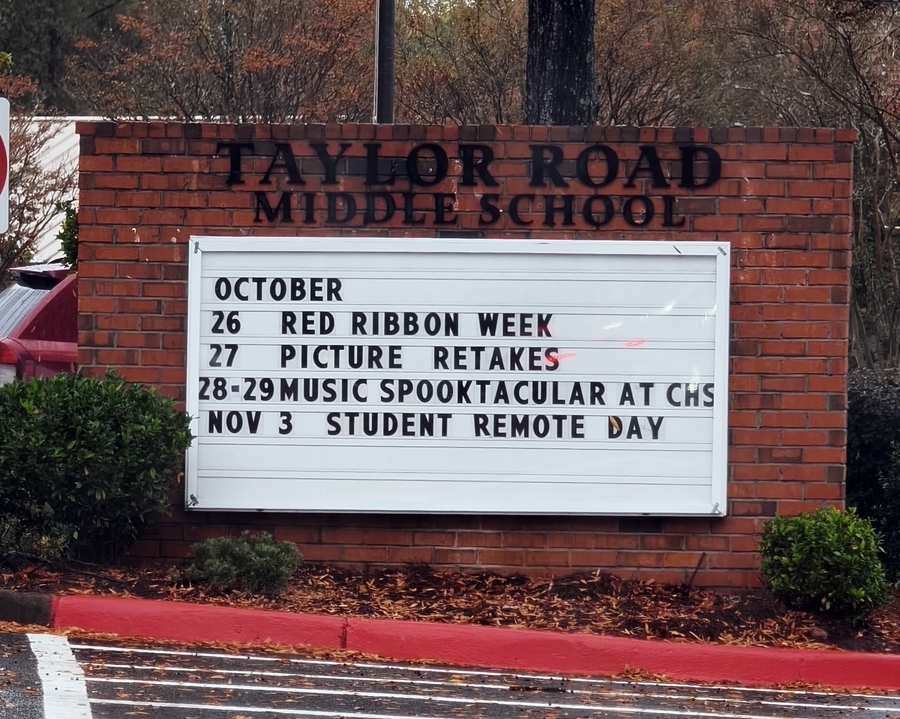 TAYLOR ROAD
MIDDLE SCHOOL
OCTOBER
26 RED RIBBON WEEK
27 PICTURE RETAKES
28-29 MUSIC SPOOKTACULAR AT CHS
NOV 3 STUDENT REMOTE DAY